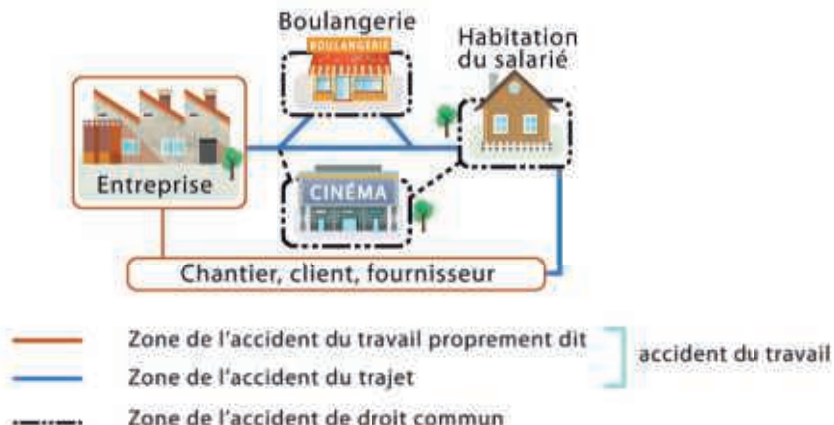 Boulangerie
BOULANGERIE
Habitation
du salarié
Entreprise
CINÉMA
Chantier, client, fournisseur
Zone de l'accident du travail proprement dit
accident du travail
Zone de l'accident du trajet
Zone de l'accident de droit commun